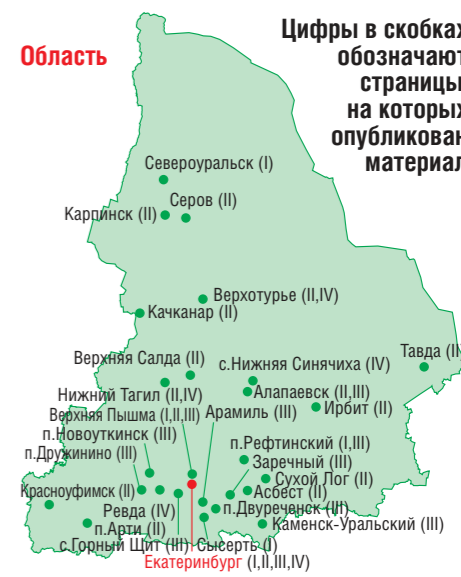 Область
Цифры в скобках
обозначают
страницы,
на которых
опубликован
материал
Североуральск (I)
Серов (II)
Карпинск (II)
Верхотурье (II,IV)
Качканар (II)
Верхняя Салда (II)
с.Нижняя Синячиха (IV)
Тавда (II
Нижний Тагил (II,IV)
Алапаевск (II,III)
Верхняя Пышма (I,II,III)
Арамиль (III)
Ирбит (II)
п.Новоуткинск (III)
п.Рефтинский (I,III)
п.Дружинино (III)
Заречный (III)
Сухой Лог (II)
Красноуфимск (II)
Асбест (II)
Ревда (IV)
п.Двуреченск (III)
п.Арти (II)
Каменск-Уральский (III)
с.Горный Щит (III)
Сысерть (I)
Екатеринбург (I,II,III,IV)